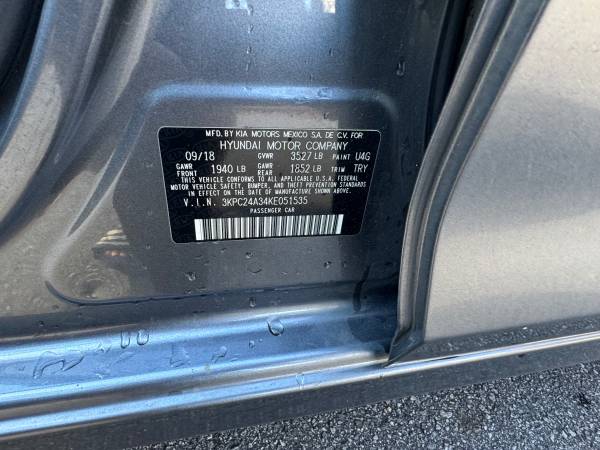 MFD. BY KIA MOTORS MEXICO S.A. DE C.V. FOR
HYUNDAI MOTOR COMPANY
09/18 GVWR 3527 LB PAINT U4G
GAWR FRONT 1940 LB GAWR REAR 1852 LB TRIM TRY
THIS VEHICLE CONFORMS TO ALL APPLICABLE U.S.A. FEDERAL
MOTOR VEHICLE SAFETY, BUMPER, AND THEFT PREVENTION STANDARDS
IN EFFECT ON THE DATE OF MANUFACTURE SHOWN ABOVE.
V.I.N. 3KPC24A34KE051535
PASSENGER CAR